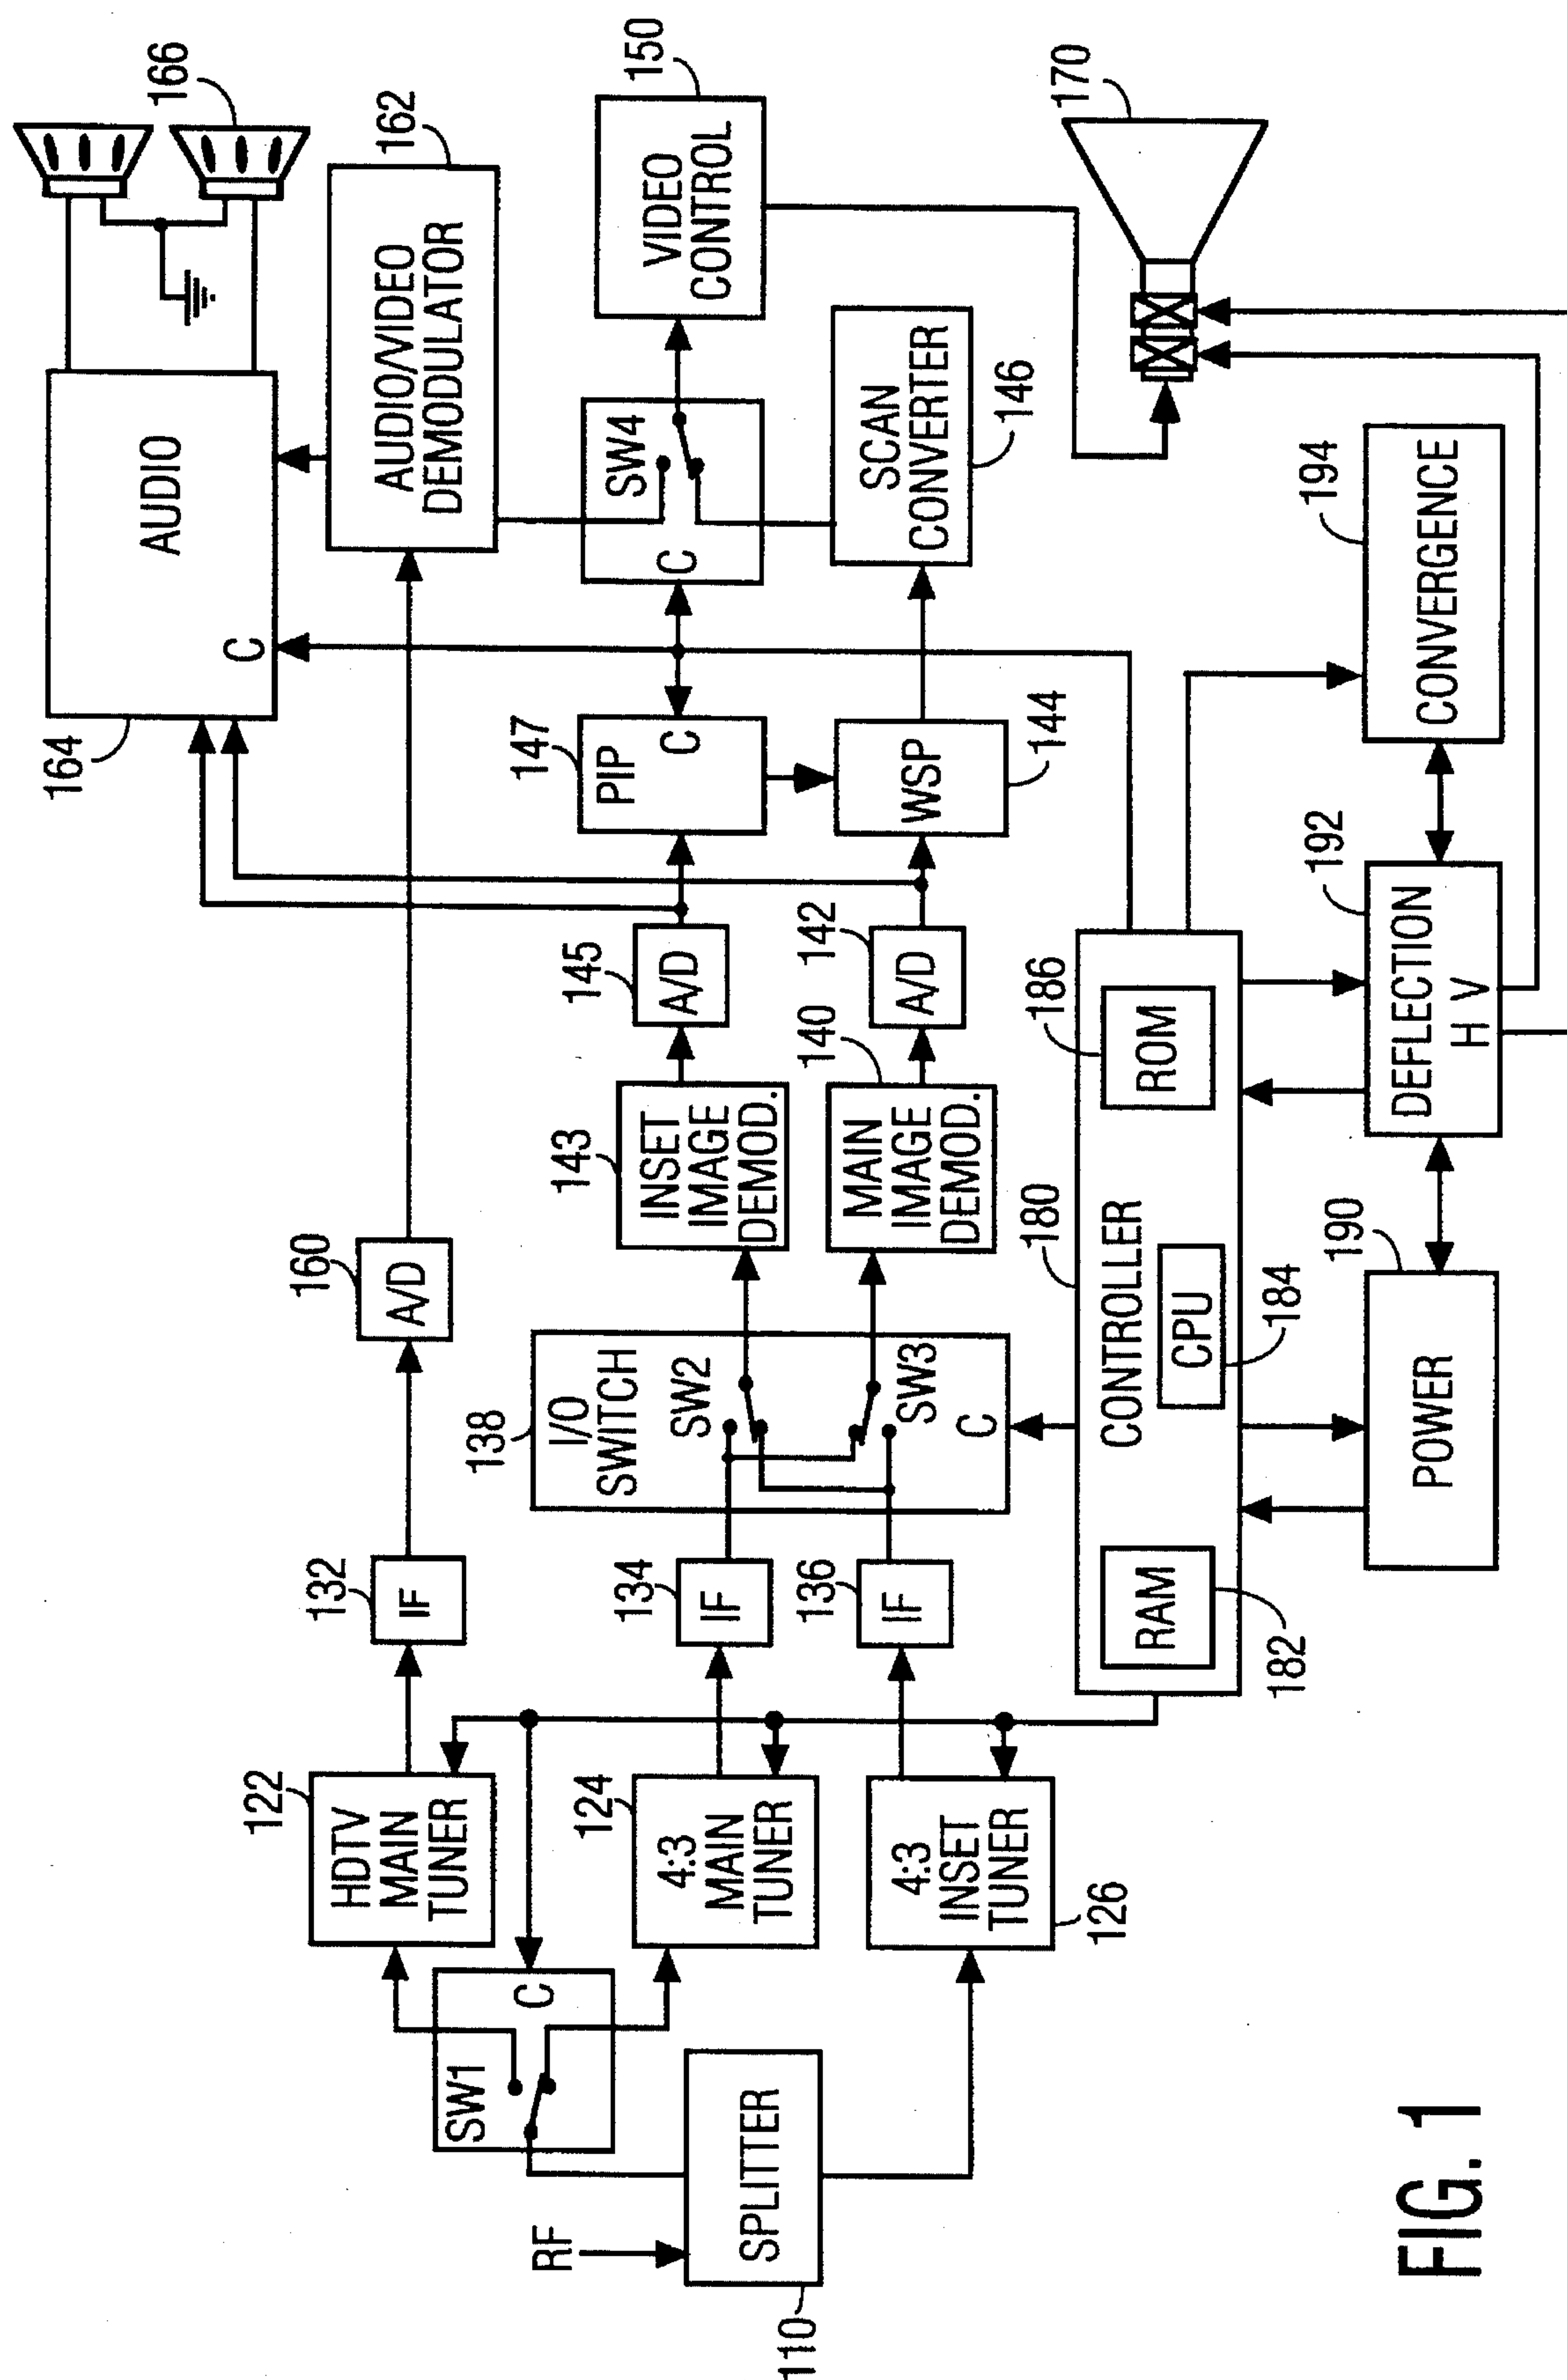 166
162
AUDIO/VIDEO
DEMODULATOR
AUDIO
C
164
150
VIDEO
CONTROL
SW4
C
SCAN
CONVERTER
146
170
147
PIP
C
WSP
144
194
CONVERGENCE
192
DEFLECTION
H V
160
A/D
145
A/D
142
A/D
143
INSET
IMAGE
DEMOD.
140
MAIN
IMAGE
DEMOD.
138
I/O
SWITCH
SW2
SW3
C
180
CONTROLLER
186
ROM
CPU
184
RAM
182
190
POWER
132
IF
134
IF
136
IF
122
HDTV
MAIN
TUNER
124
4:3
MAIN
TUNER
4:3
INSET
TUNER
126
SW1
C
RF
SPLITTER
110
FIG. 1